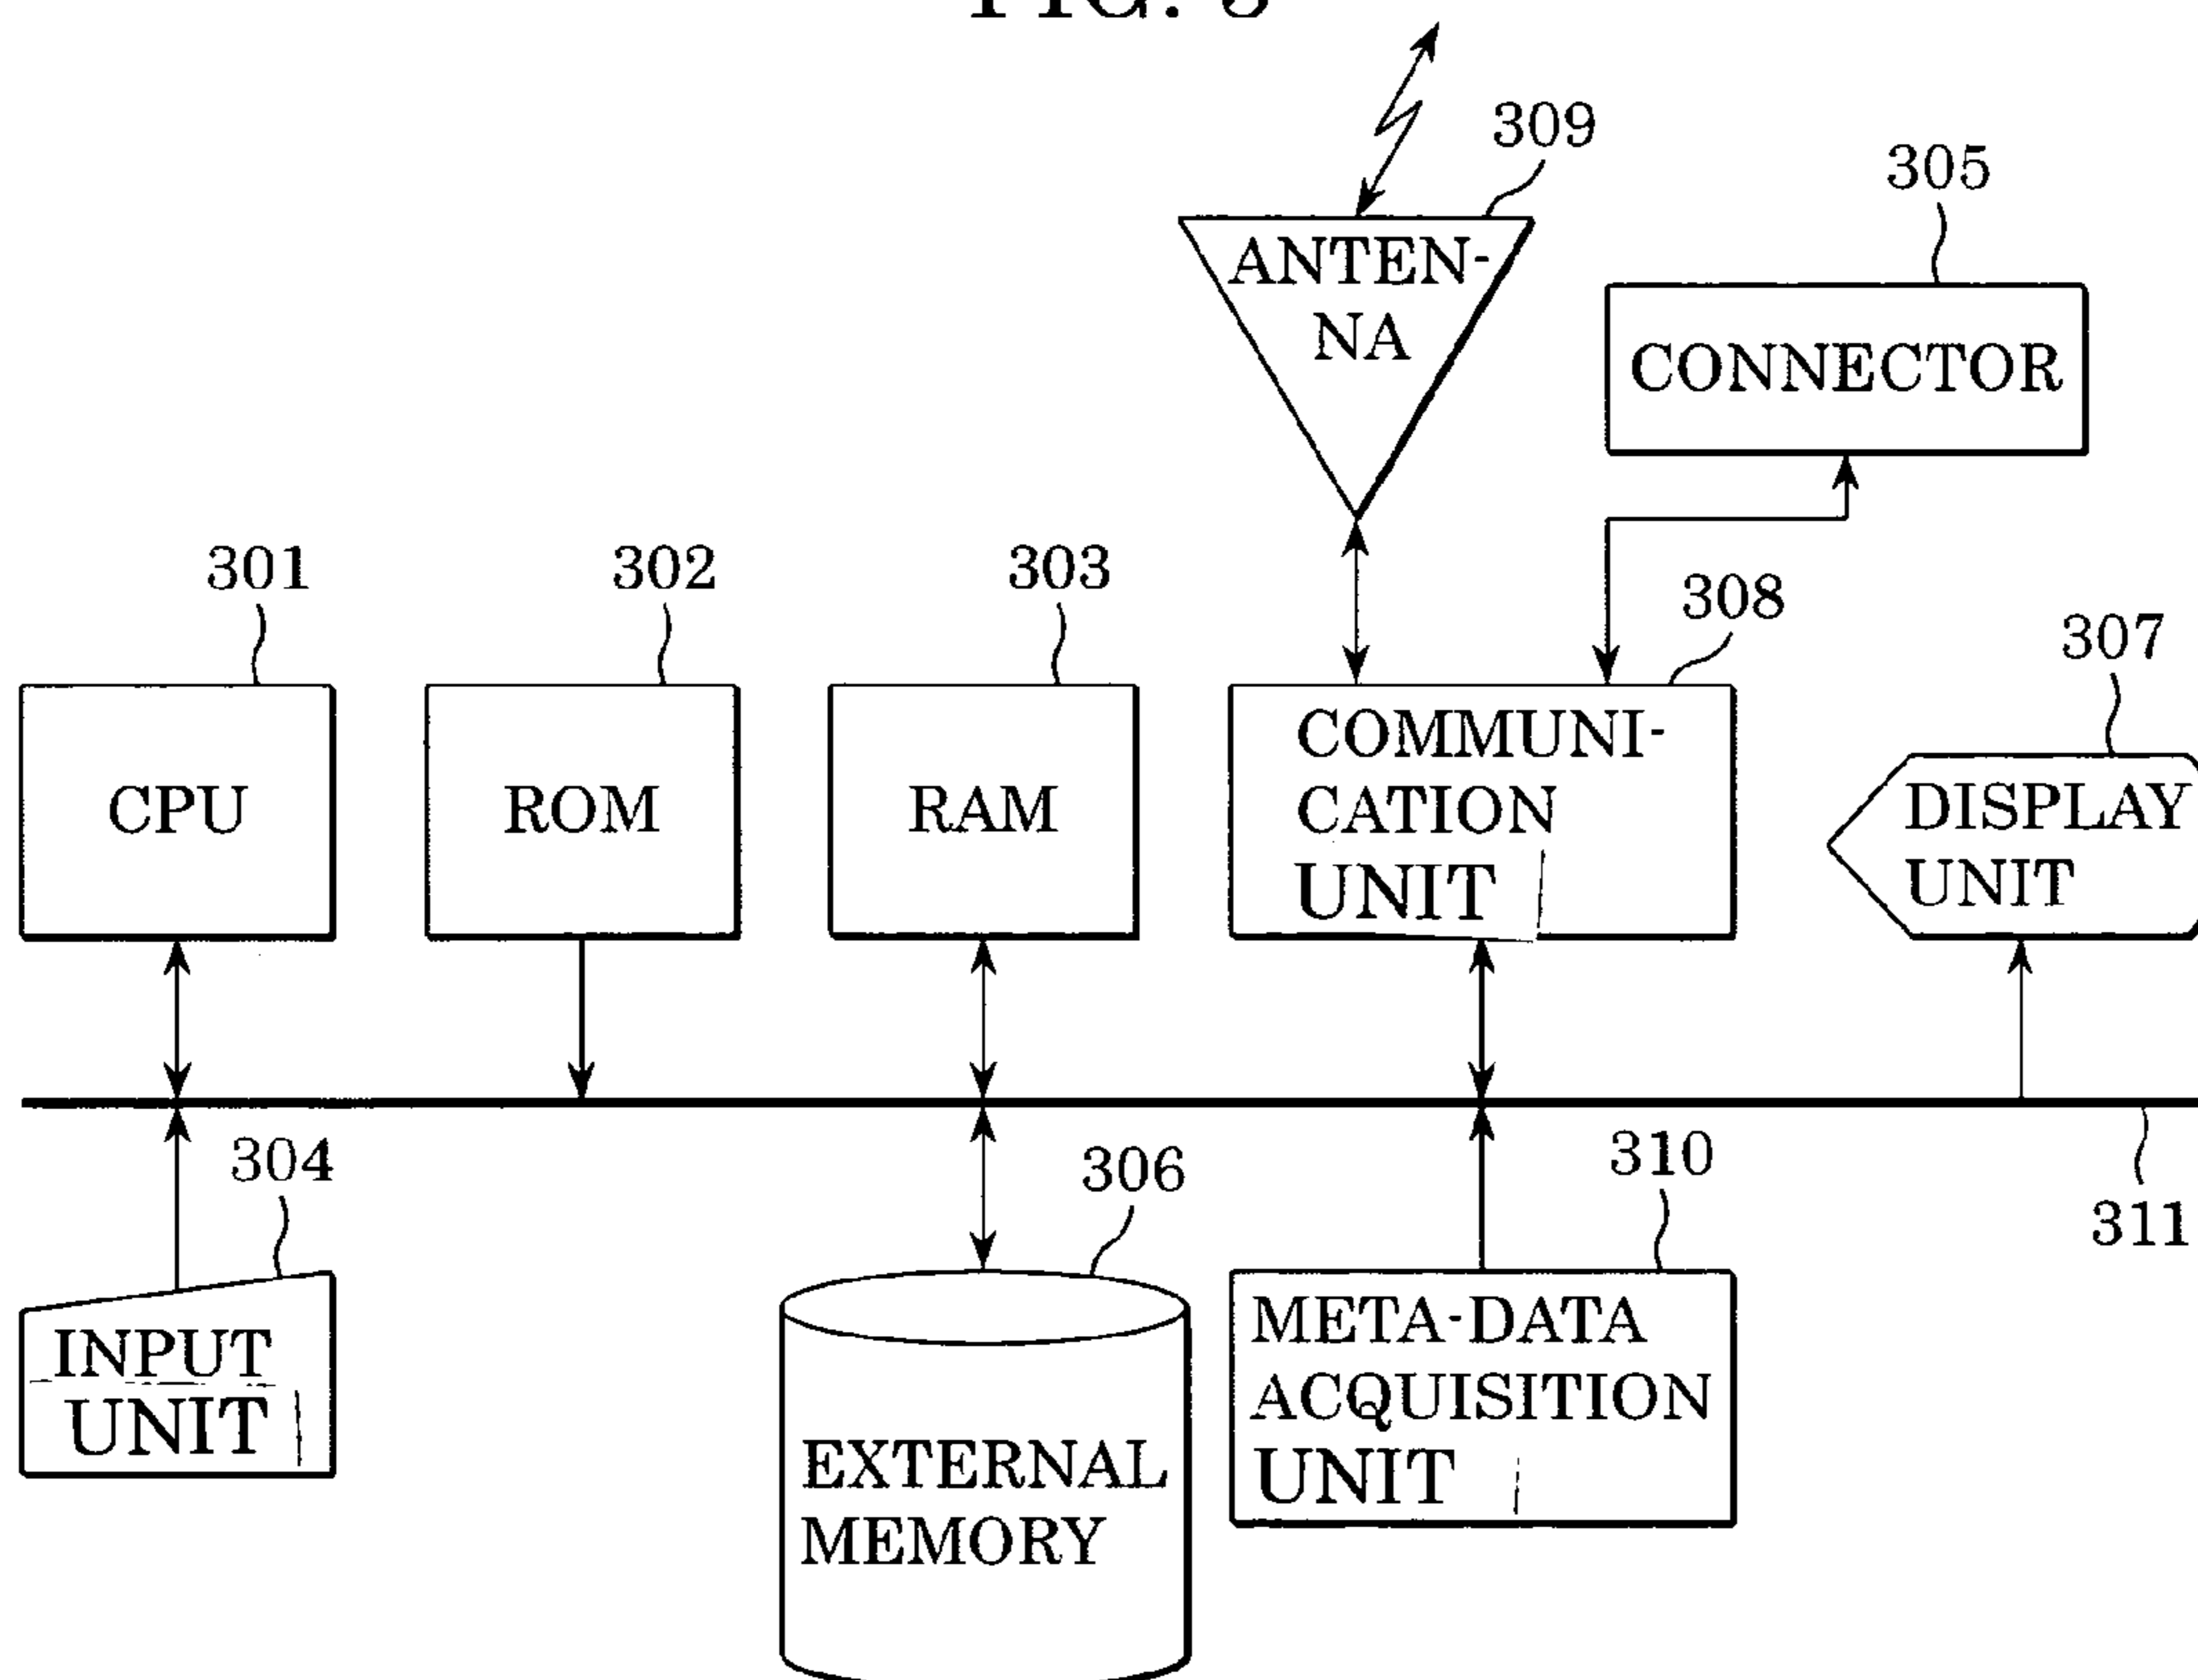 309
305
ANTEN-
NA
CONNECTOR
301
302
303
308
307
CPU
ROM
RAM
COMMUNI-
CATION
UNIT
DISPLAY
UNIT
304
306
310
311
INPUT
UNIT
EXTERNAL
MEMORY
META-DATA
ACQUISITION
UNIT